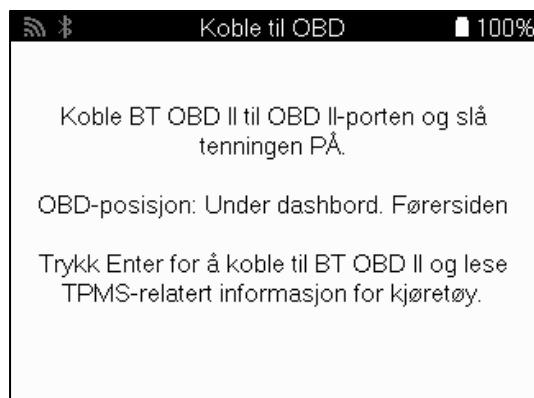 Koble til OBD 100%
Koble BT OBD II til OBD II-porten og slå
tenningen PÅ.
OBD-posisjon: Under dashbord. Førersiden
Trykk Enter for å koble til BT OBD II og lese
TPMS-relatert informasjon for kjøretøy.